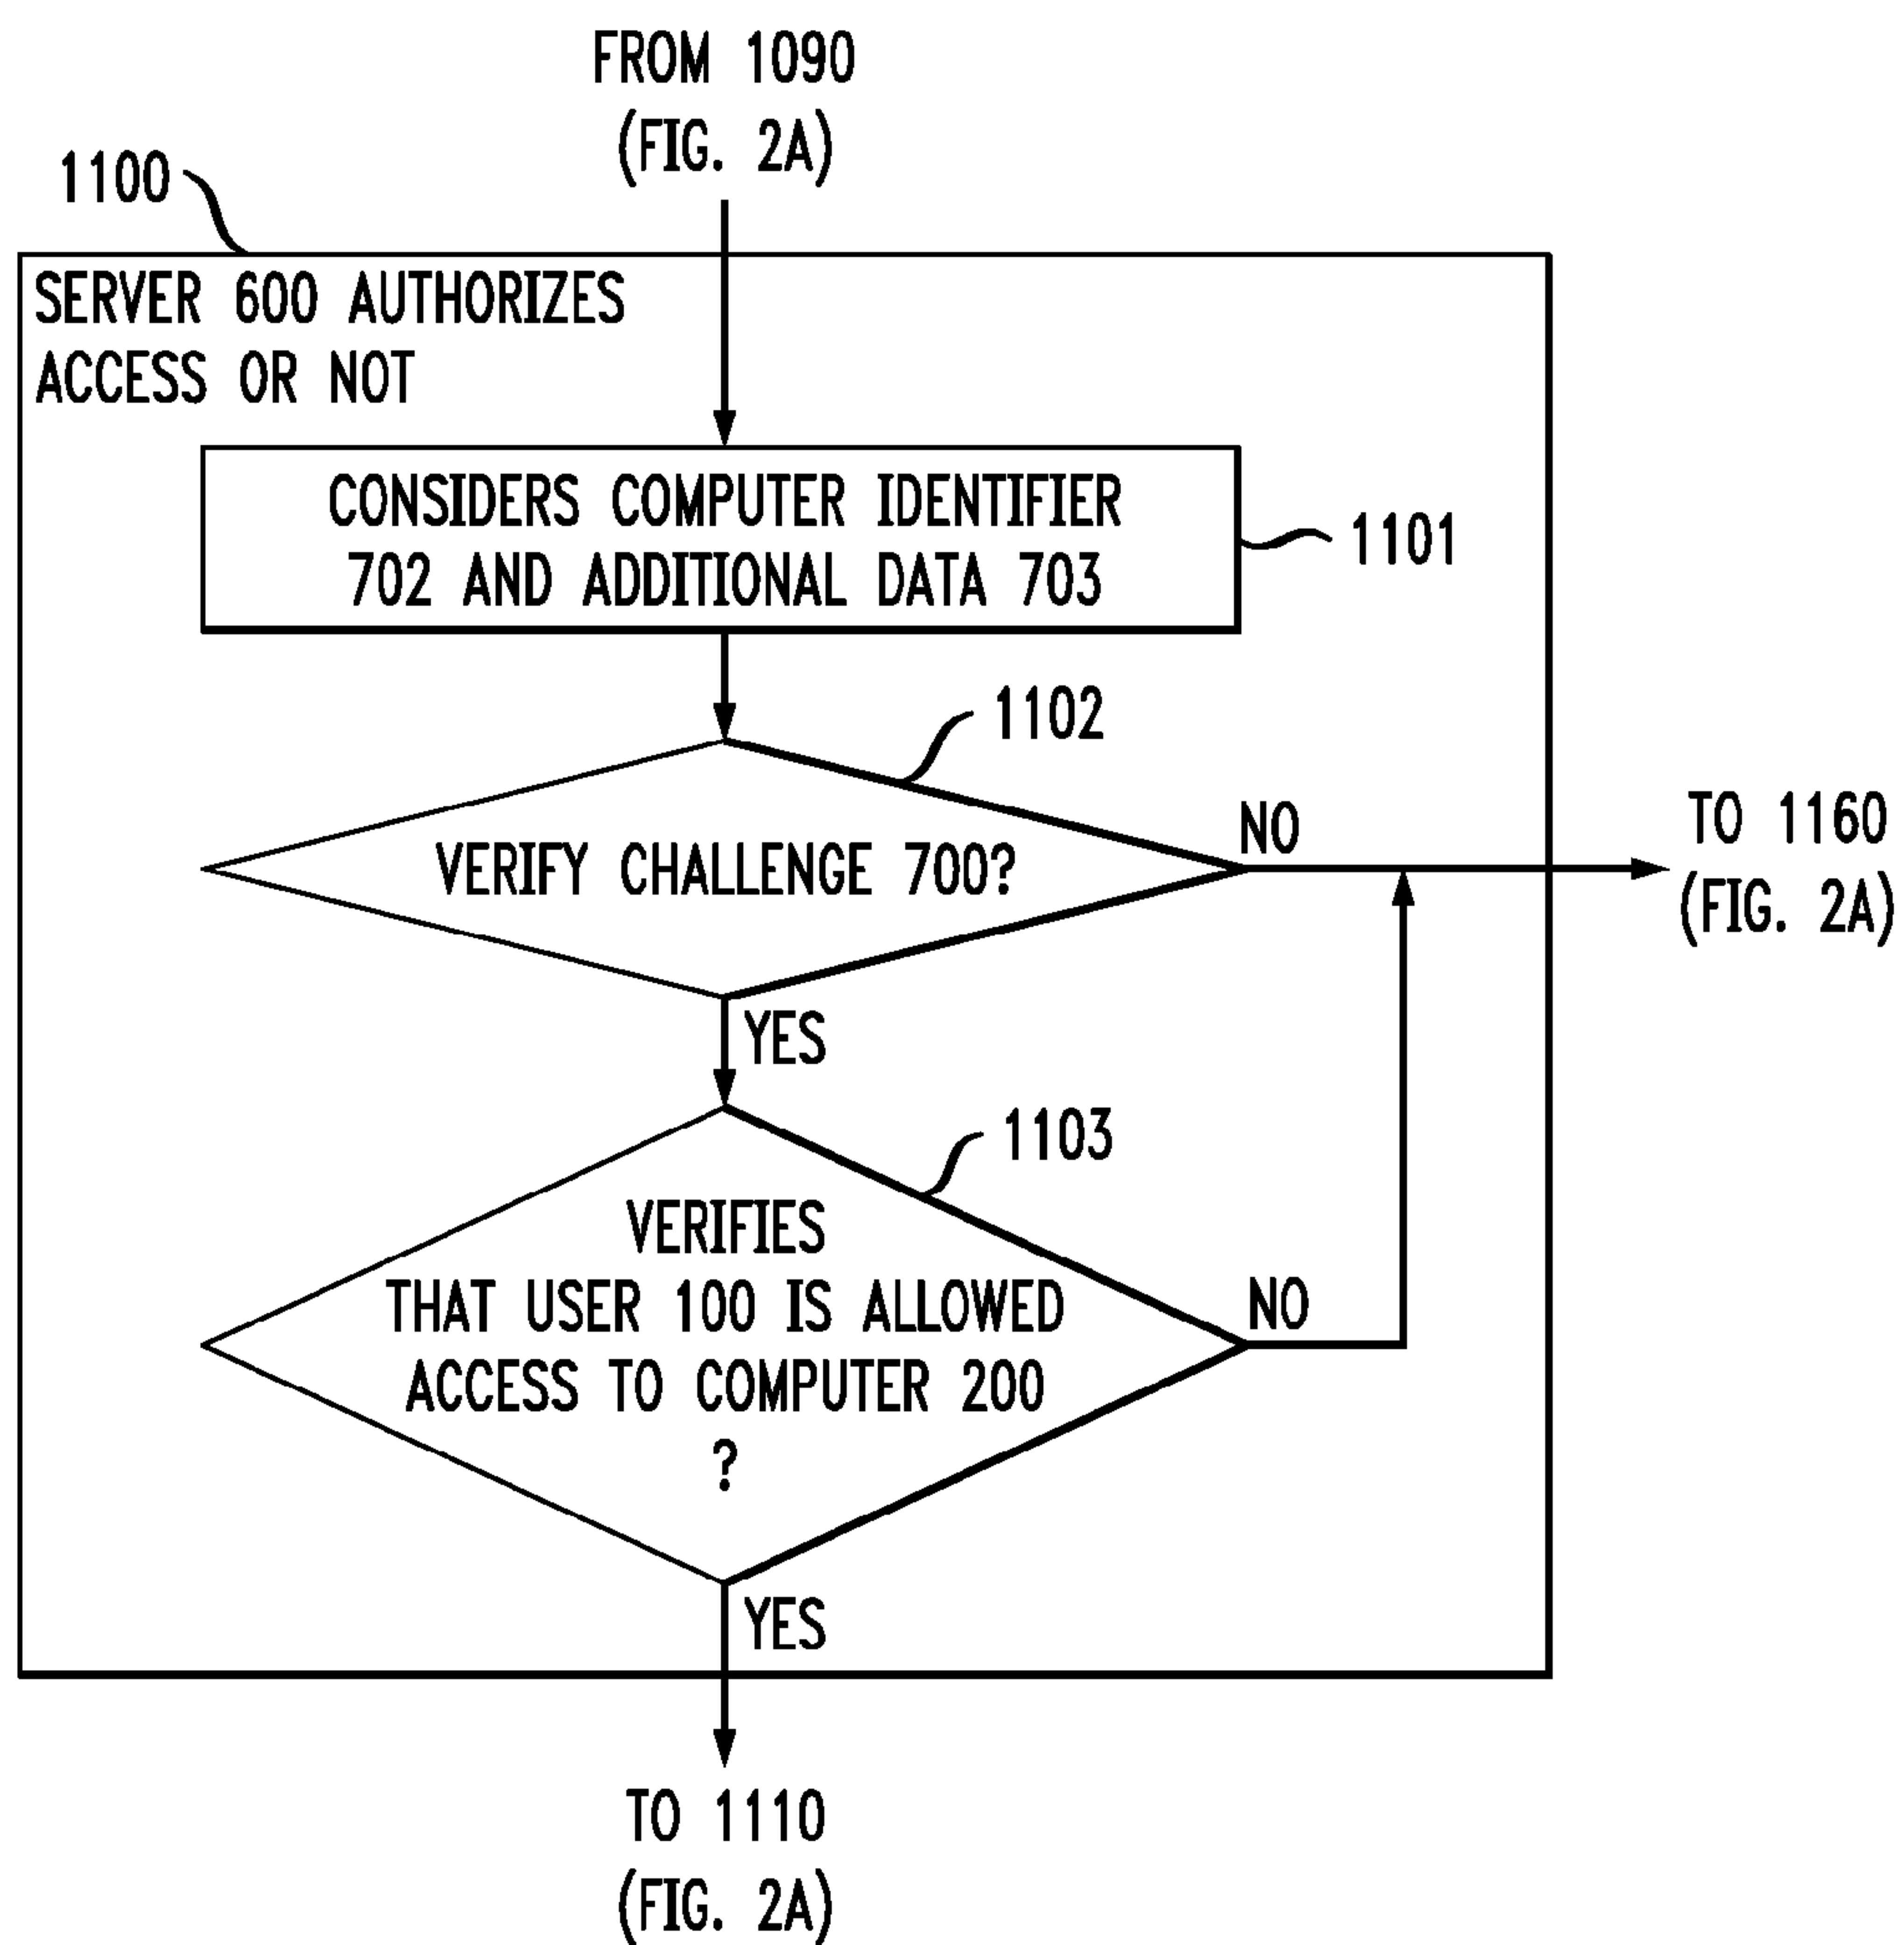 FROM 1090
(FIG. 2A)
1100
SERVER 600 AUTHORIZES
ACCESS OR NOT
CONSIDERS COMPUTER IDENTIFIER
702 AND ADDITIONAL DATA 703
1101
1102
VERIFY CHALLENGE 700?
NO
TO 1160
(FIG. 2A)
YES
1103
VERIFIES
THAT USER 100 IS ALLOWED
ACCESS TO COMPUTER 200
?
NO
YES
TO 1110
(FIG. 2A)